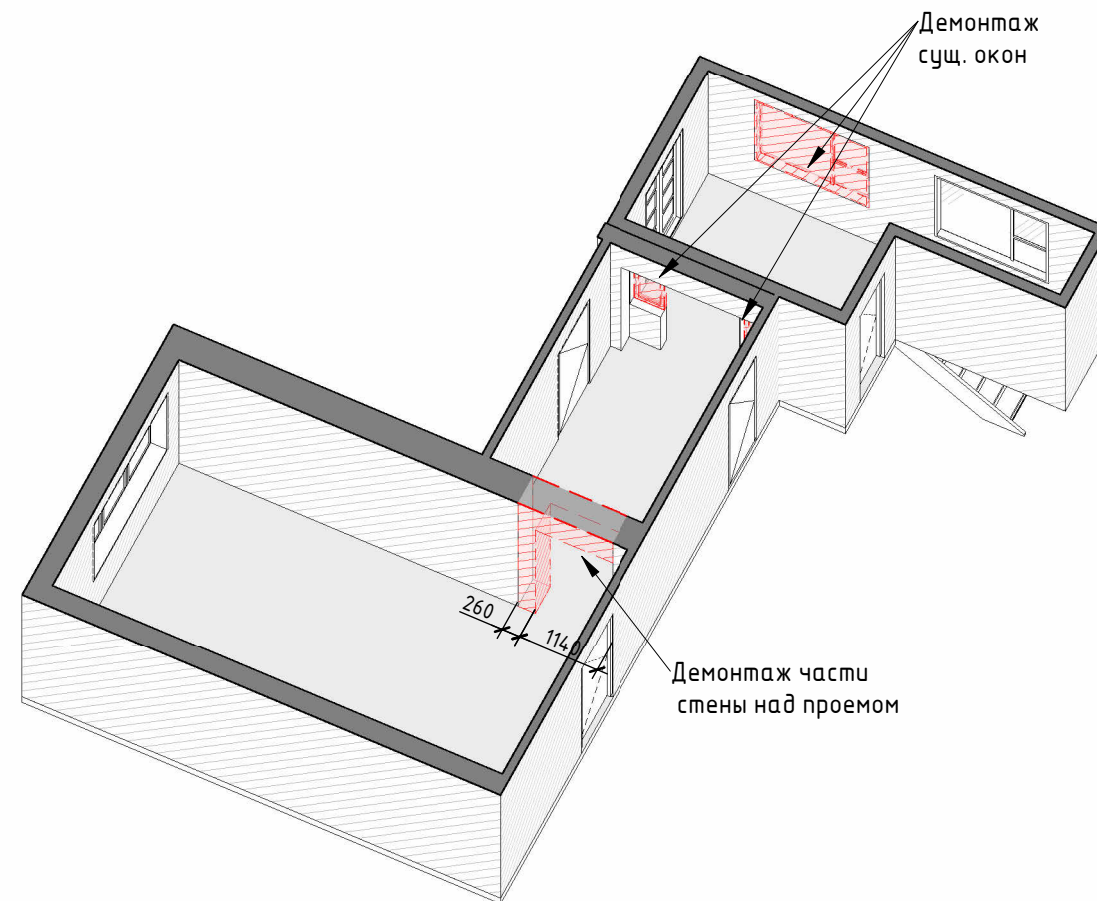 Демонтаж
сущ. окон
260
1140
Демонтаж части
стены над проемом